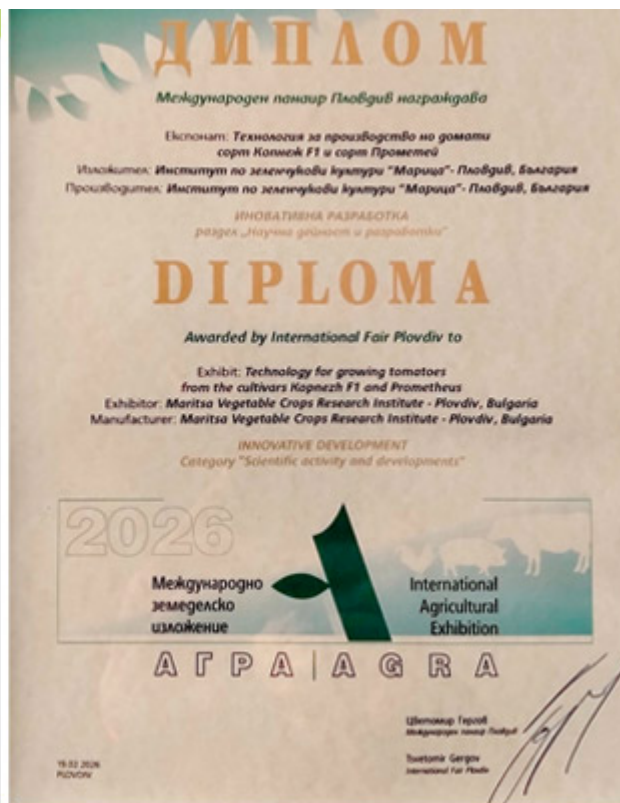 ДИПЛОМ
Международен панаир Пловдив награждава
Експонат: Технология за производство но домати
сорт Копнеж F1 и сорт Прометей
Изложител: Институт по зеленчукови култури "Марица"- Пловдив, България
Производител: Институт по зеленчукови култури "Марица"- Пловдив, България
ИНОВАТИВНА РАЗРАБОТКА
раздел „Научна дейност и разработки"
DIPLOMA
Awarded by International Fair Plovdiv to
Exhibit: Technology for growing tomatoes
from the cultivars Kopnezh F1 and Prometheus
Exhibitor: Maritsa Vegetable Crops Research Institute - Plovdiv, Bulgaria
Manufacturer: Maritsa Vegetable Crops Research Institute - Plovdiv, Bulgaria
INNOVATIVE DEVELOPMENT
Category "Scientific activity and developments"
2026
Международно
земеделско
изложение
International
Agricultural
Exhibition
АГРА | AGRA
Цветомир Гергов
Международен панаир Пловдив
Tsvetomir Gergov
International Fair Plovdiv
19.02.2026
PLOVDIV